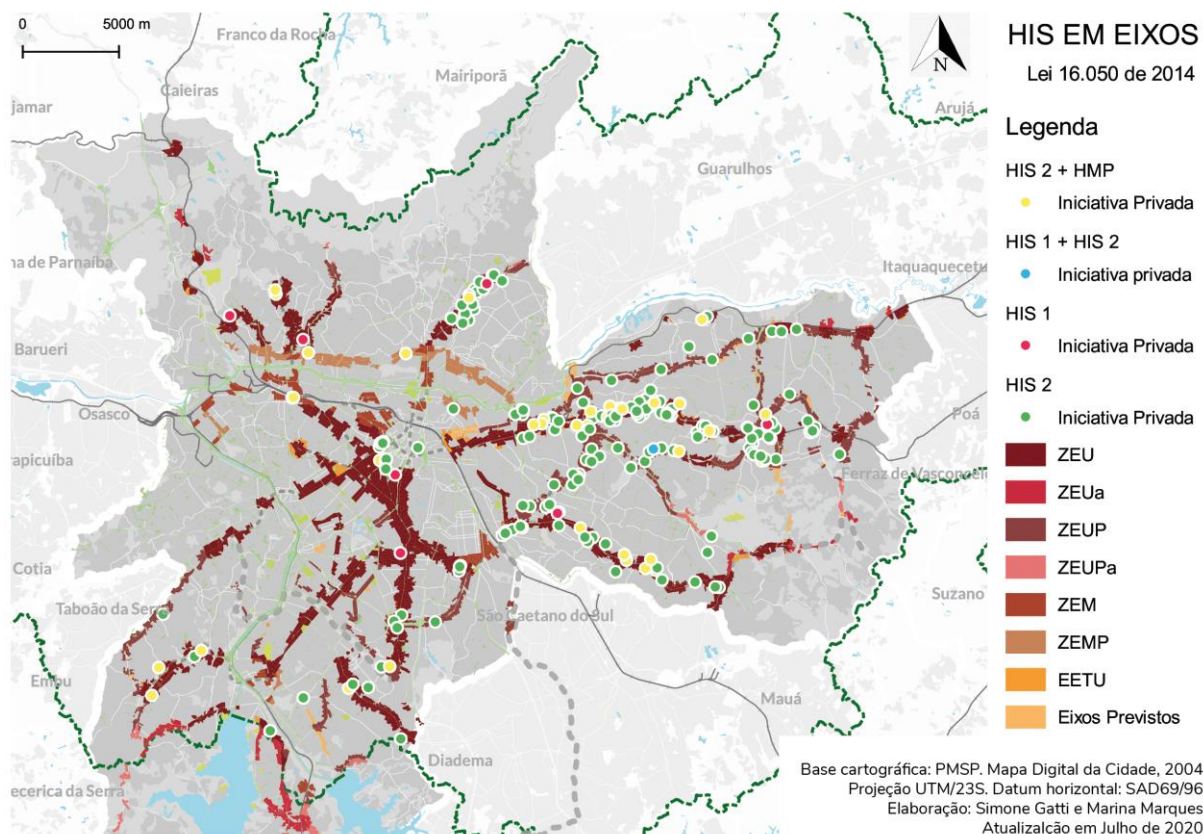 0 5000 m
Franco da Rocha
Mairiporã
N
HIS EM EIXOS
Lei 16.050 de 2014
jamar
Caieiras
Arujá
Legenda
Guarulhos
HIS 2 + HMP
Iniciativa Privada
HIS 1 + HIS 2
Iniciativa privada
na de Parnaíba
Itaquaquecetu
HIS 1
Iniciativa Privada
Barueri
HIS 2
Iniciativa Privada
Osasco
Poá
arapicuíba
Ferraz de Vasconcelo
ZEU
ZEUa
ZEUP
Cotia
ZEUPa
Suzano
Taboão da Serra
São Caetano do Sul
ZEM
ZEMP
Embu
Mauá
EETU
Eixos Previstos
Diadema
ecerica da Serra
Base cartográfica: PMSP. Mapa Digital da Cidade, 2004
Projeção UTM/23S. Datum horizontal: SAD69/96
Elaboração: Simone Gatti e Marina Marques
Atualizalção em Julho de 2020